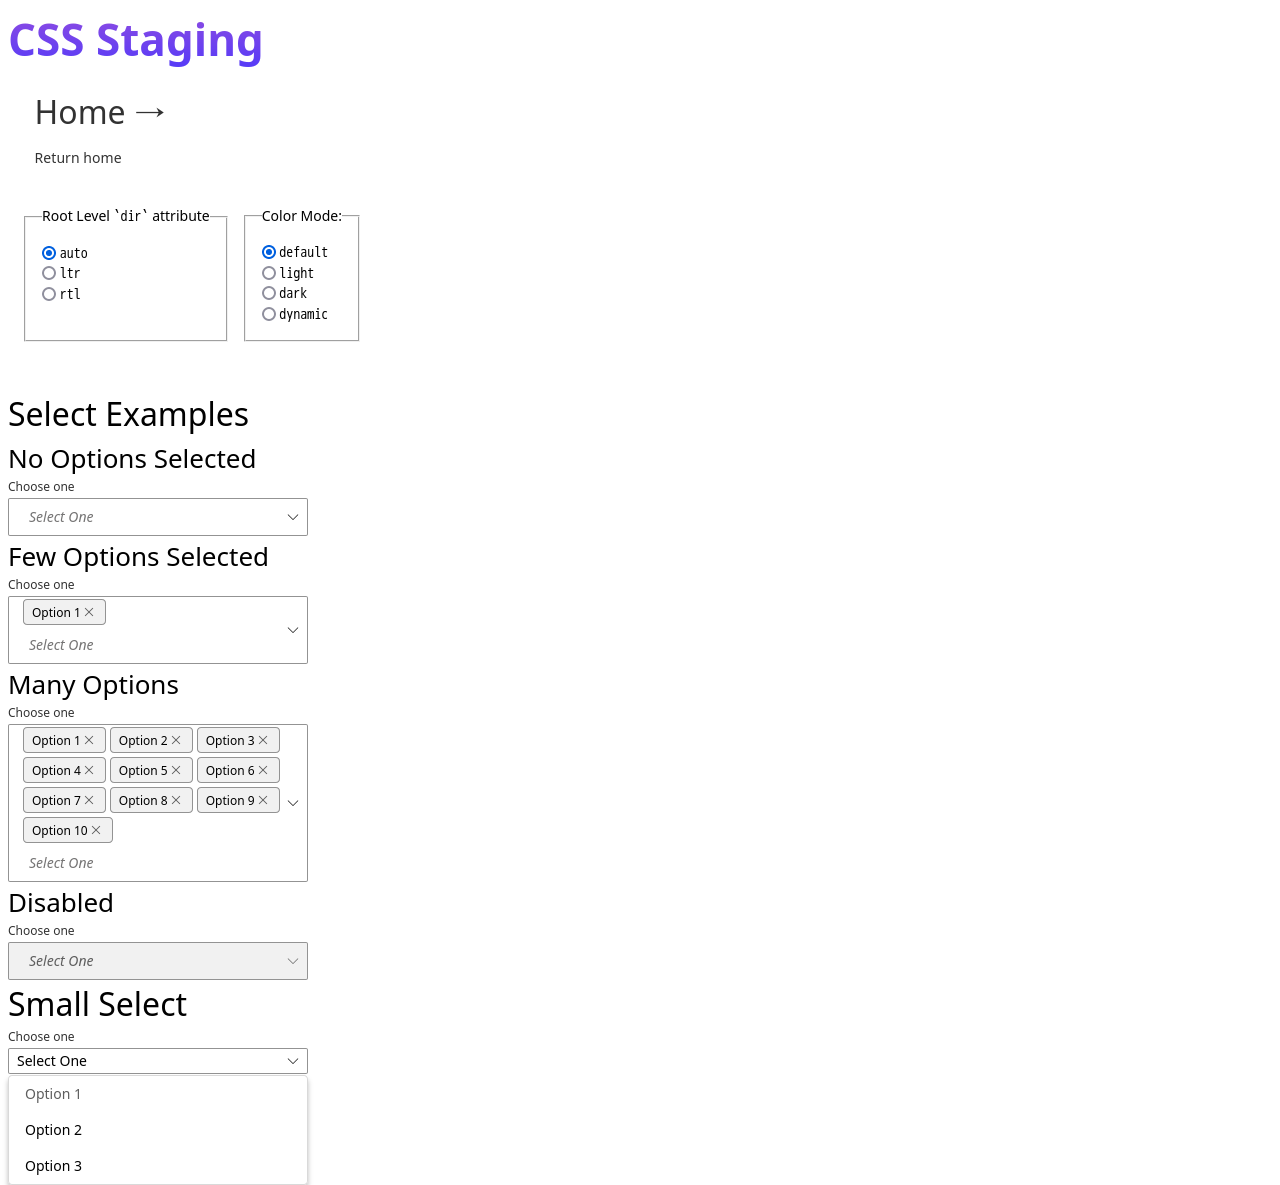 CSS Staging
Home →
Return home
Root Level `dir` attribute
auto
ltr
rtl
Color Mode:
default
light
dark
dynamic
Select Examples
No Options Selected
Choose one
Select One
Few Options Selected
Choose one
Option 1
Select One
Many Options
Choose one
Option 1 Option 2 Option 3
Option 4 Option 5 Option 6
Option 7 Option 8 Option 9
Option 10
Select One
Disabled
Choose one
Select One
Small Select
Choose one
Select One
Option 1
Option 2
Option 3